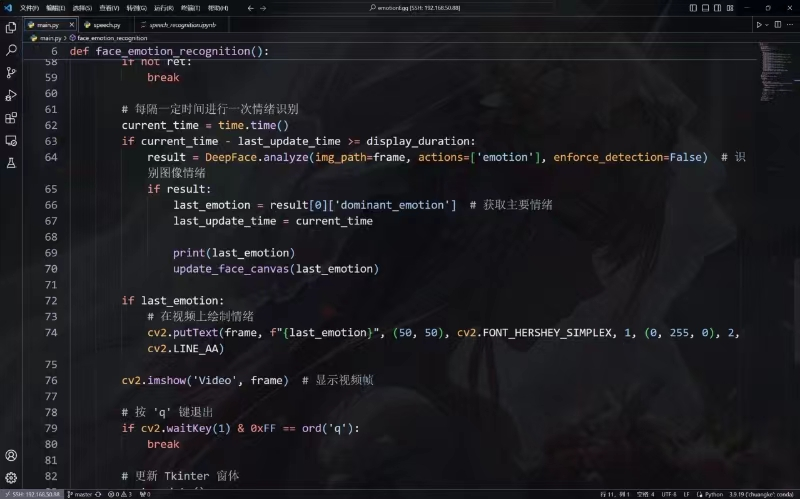 文件(F) 编辑(E) 选择(S) 查看(V) 转到(G) 运行(R) 终端(T) 帮助(H) emotionEgg [SSH: 192.168.50.88]
main.py speech.py speech_recognition.ipynb
main.py > face_emotion_recognition
6 def face_emotion_recognition():
58 if not ret:
59 break
60
61 # 每隔一定时间进行一次情绪识别
62 current_time = time.time()
63 if current_time - last_update_time >= display_duration:
64 result = DeepFace.analyze(img_path=frame, actions=['emotion'], enforce_detection=False) # 识
别图像情绪
65 if result:
66 last_emotion = result[0]['dominant_emotion'] # 获取主要情绪
67 last_update_time = current_time
68
69 print(last_emotion)
70 update_face_canvas(last_emotion)
71
72 if last_emotion:
73 # 在视频上绘制情绪
74 cv2.putText(frame, f"{last_emotion}", (50, 50), cv2.FONT_HERSHEY_SIMPLEX, 1, (0, 255, 0), 2,
cv2.LINE_AA)
75
76 cv2.imshow('Video', frame) # 显示视频帧
77
78 # 按 'q' 键退出
79 if cv2.waitKey(1) & 0xFF == ord('q'):
80 break
81
82 # 更新 Tkinter 窗体
SSH: 192.168.50.88 master 0 3 0 行 11, 列 1 空格: 4 UTF-8 LF Python 3.9.19